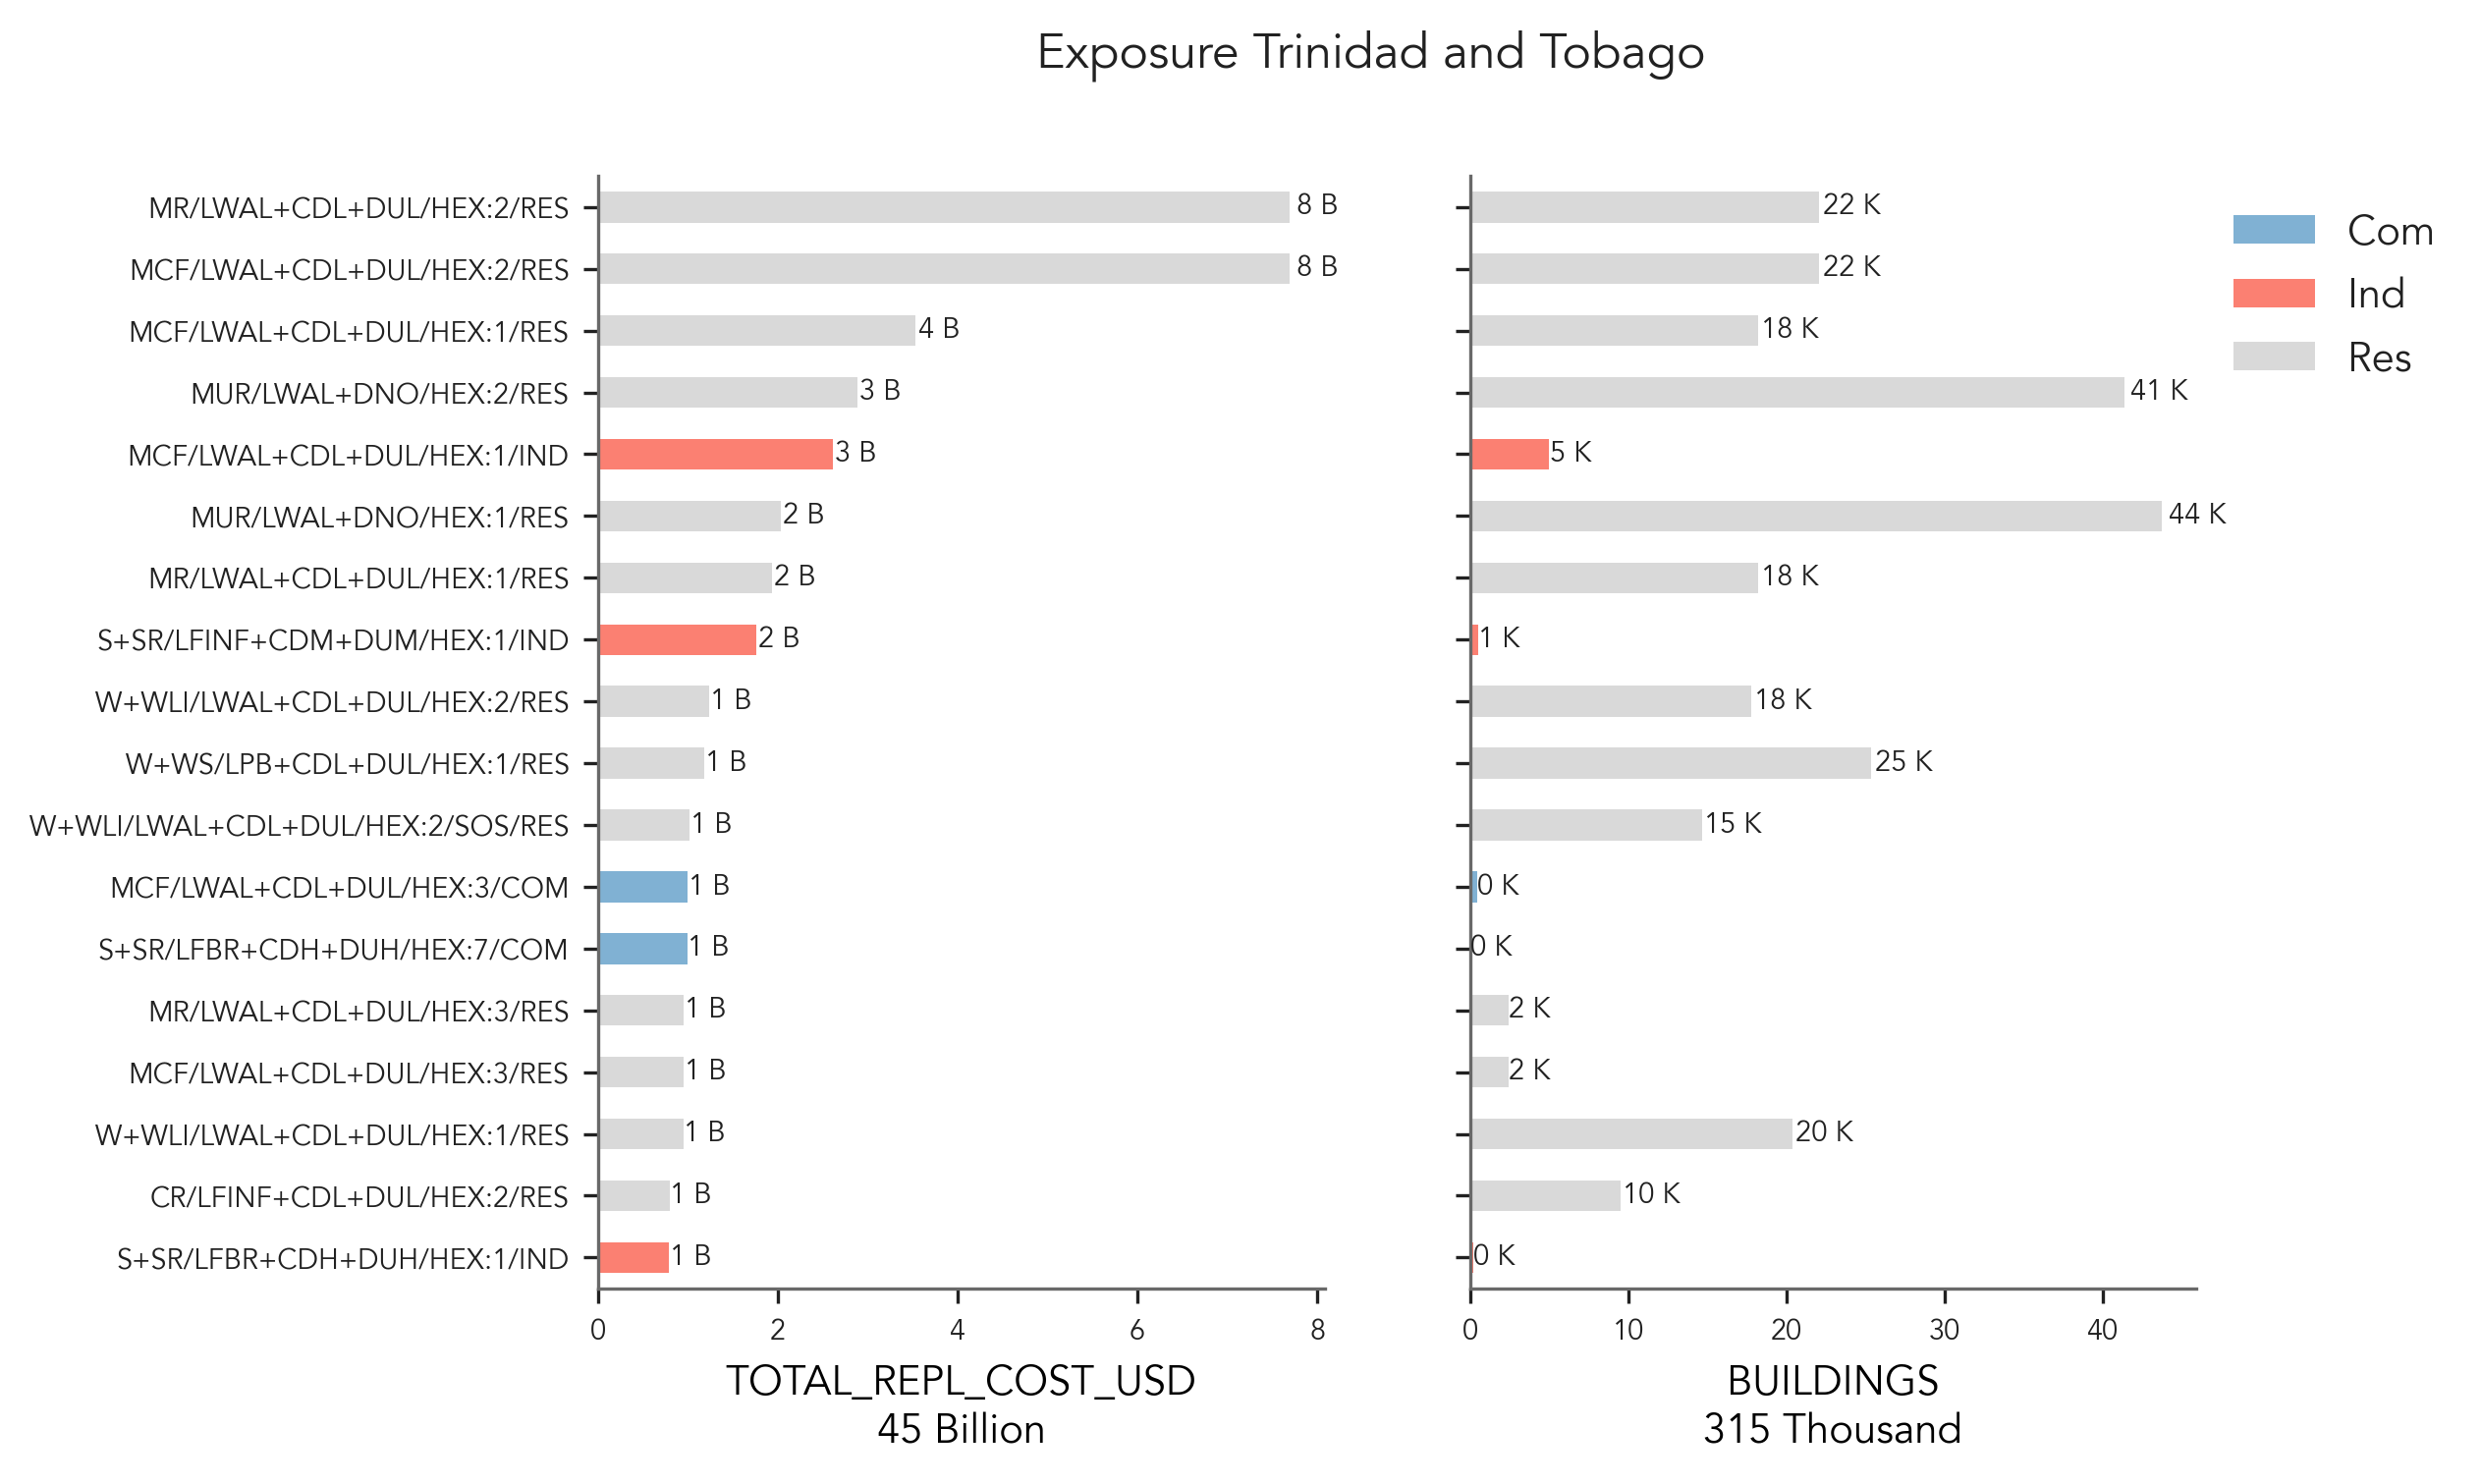 Exposure Trinidad and Tobago
MR/LWAL+CDL+DUL/HEX:2/RES 8 B 22 K
MCF/LWAL+CDL+DUL/HEX:2/RES 8 B 22 K
MCF/LWAL+CDL+DUL/HEX:1/RES 4 B 18 K
MUR/LWAL+DNO/HEX:2/RES 3 B 41 K
MCF/LWAL+CDL+DUL/HEX:1/IND 3 B 5 K
MUR/LWAL+DNO/HEX:1/RES 2 B 44 K
MR/LWAL+CDL+DUL/HEX:1/RES 2 B 18 K
S+SR/LFINF+CDM+DUM/HEX:1/IND 2 B 1 K
W+WLI/LWAL+CDL+DUL/HEX:2/RES 1 B 18 K
W+WS/LPB+CDL+DUL/HEX:1/RES 1 B 25 K
W+WLI/LWAL+CDL+DUL/HEX:2/SOS/RES 1 B 15 K
MCF/LWAL+CDL+DUL/HEX:3/COM 1 B 0 K
S+SR/LFBR+CDH+DUH/HEX:7/COM 1 B 0 K
MR/LWAL+CDL+DUL/HEX:3/RES 1 B 2 K
MCF/LWAL+CDL+DUL/HEX:3/RES 1 B 2 K
W+WLI/LWAL+CDL+DUL/HEX:1/RES 1 B 20 K
CR/LFINF+CDL+DUL/HEX:2/RES 1 B 10 K
S+SR/LFBR+CDH+DUH/HEX:1/IND 1 B 0 K
0 2 4 6 8
TOTAL_REPL_COST_USD
45 Billion
0 10 20 30 40
BUILDINGS
315 Thousand
Com
Ind
Res